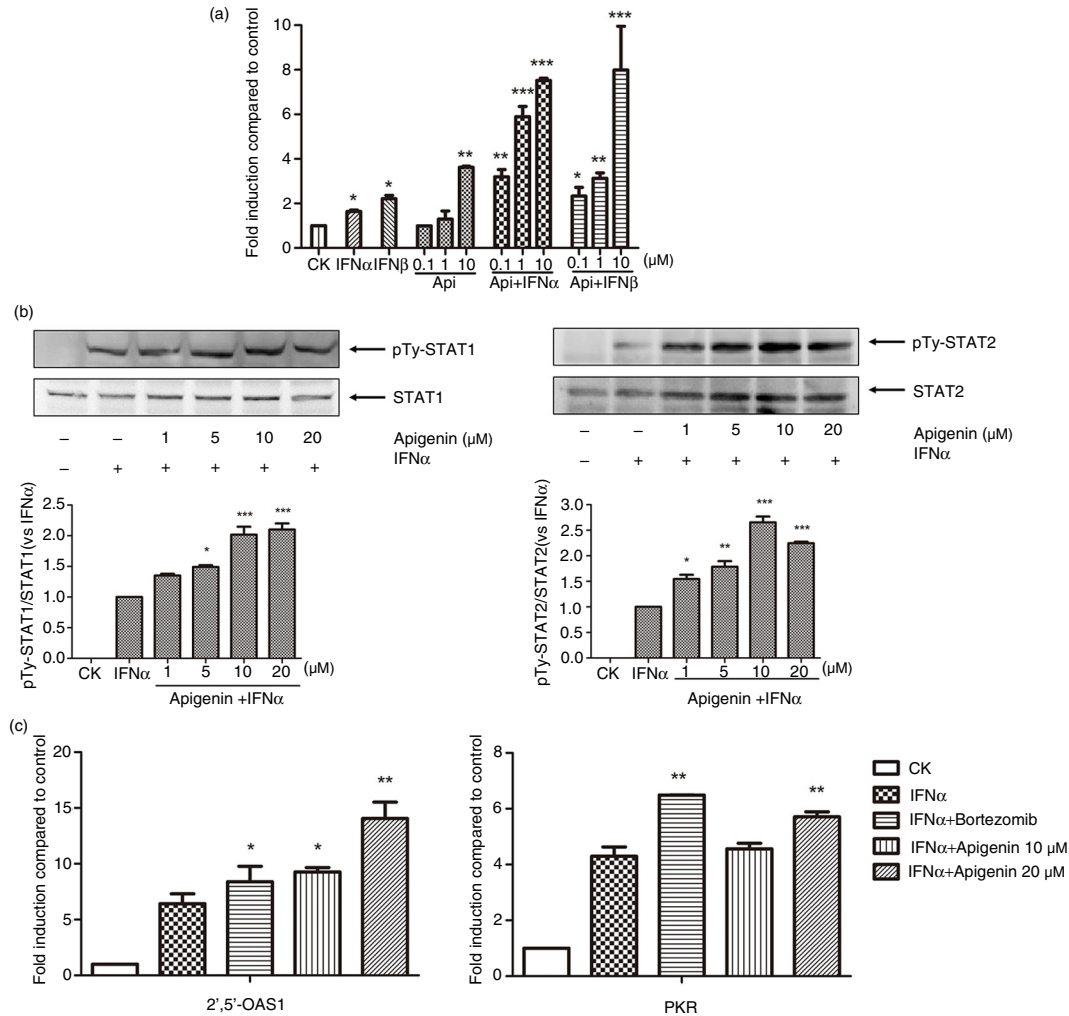 (a)
Fold induction compared to control
10
8
6
4
2
0
*
*
**
**
***
***
*
**
***
CK IFNα IFNβ 0.1 1 10 0.1 1 10 0.1 1 10 (μM)
Api Api+IFNα Api+IFNβ
(b)
pTy-STAT1
STAT1
– – 1 5 10 20 Apigenin (μM)
– + + + + + IFNα
pTy-STAT2
STAT2
– – 1 5 10 20 Apigenin (μM)
– + + + + + IFNα
pTy-STAT1/STAT1(vs IFNα)
2.5
2.0
1.5
1.0
0.5
0.0
*
***
***
CK IFNα 1 5 10 20 (μM)
Apigenin +IFNα
pTy-STAT2/STAT2(vs IFNα)
3.0
2.5
2.0
1.5
1.0
0.5
0.0
*
**
***
***
CK IFNα 1 5 10 20 (μM)
Apigenin +IFNα
(c)
Fold induction compared to control
20
15
10
5
0
*
*
**
2',5'-OAS1
Fold induction compared to control
8
6
4
2
0
**
**
PKR
CK
IFNα
IFNα+Bortezomib
IFNα+Apigenin 10 μM
IFNα+Apigenin 20 μM